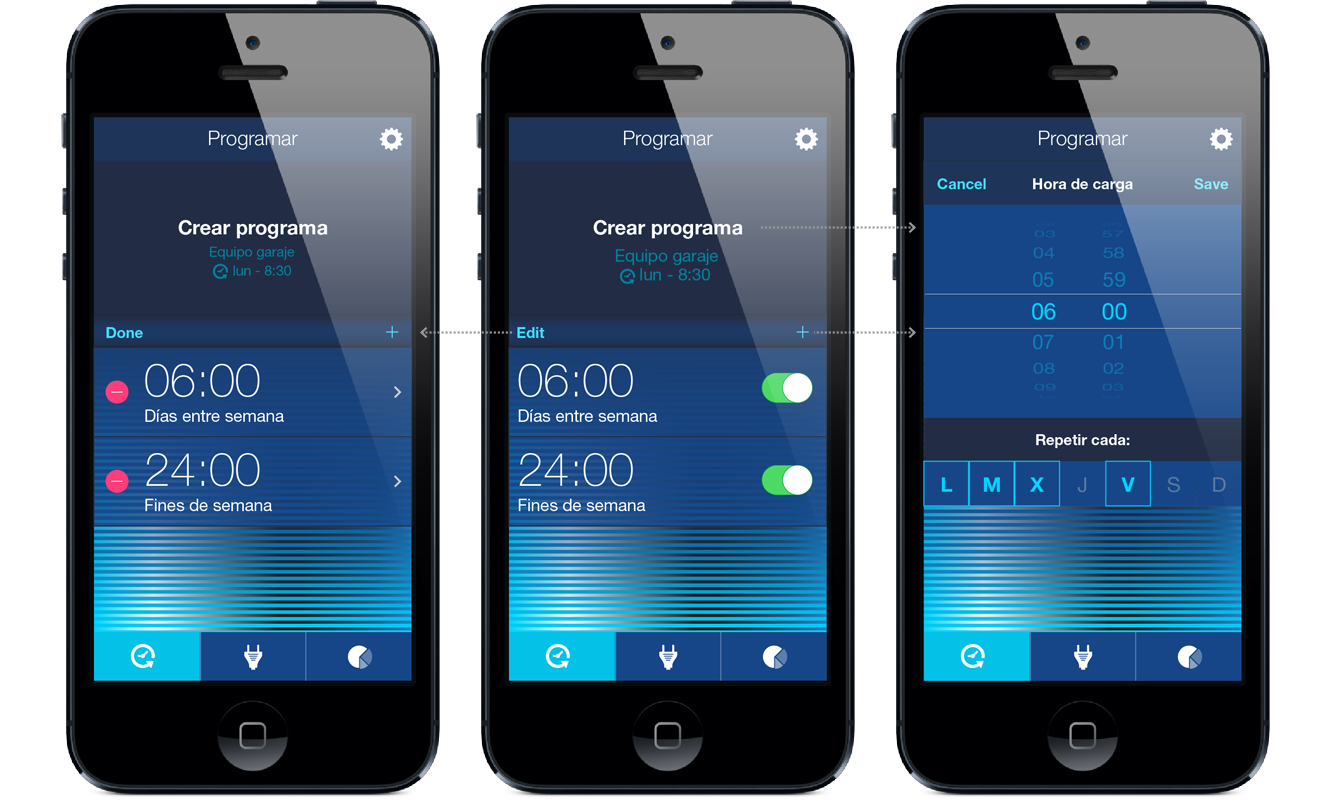 Programar
Crear programa
Equipo garaje
lun - 8:30
Done +
06:00
Días entre semana
24:00
Fines de semana
Programar
Crear programa
Equipo garaje
lun - 8:30
Edit +
06:00
Días entre semana
24:00
Fines de semana
Programar
Cancel Hora de carga Save
03 57
04 58
05 59
06 00
07 01
08 02
09 03
Repetir cada:
L M X J V S D